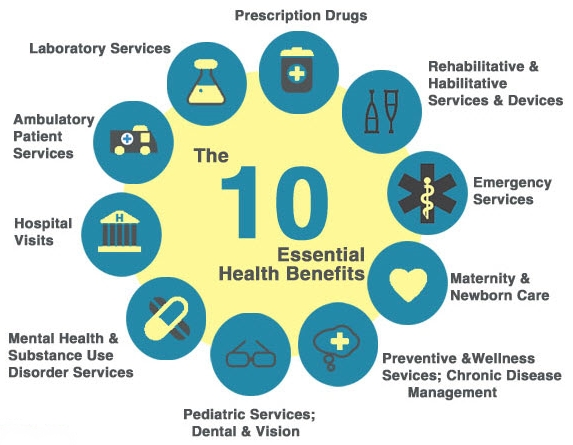 Prescription Drugs
Laboratory Services
Rehabilitative &
Habilitative
Services & Devices
Ambulatory
Patient
Services
The
10
Essential
Health Benefits
Emergency
Services
Hospital
Visits
H
Maternity &
Newborn Care
Mental Health &
Substance Use
Disorder Services
Preventive &Wellness
Sevices; Chronic Disease
Management
Pediatric Services;
Dental & Vision